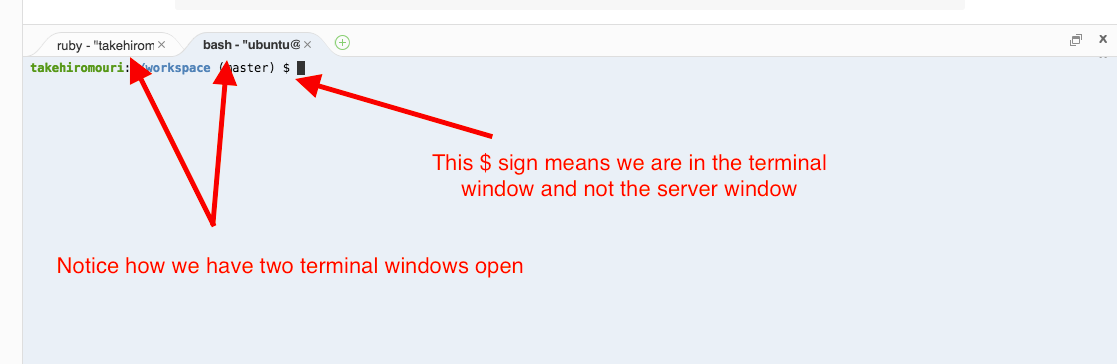 ruby - "takehirom ×
bash - "ubuntu@ ×
takehiromouri:~/workspace (master) $
This $ sign means we are in the terminal
window and not the server window
Notice how we have two terminal windows open